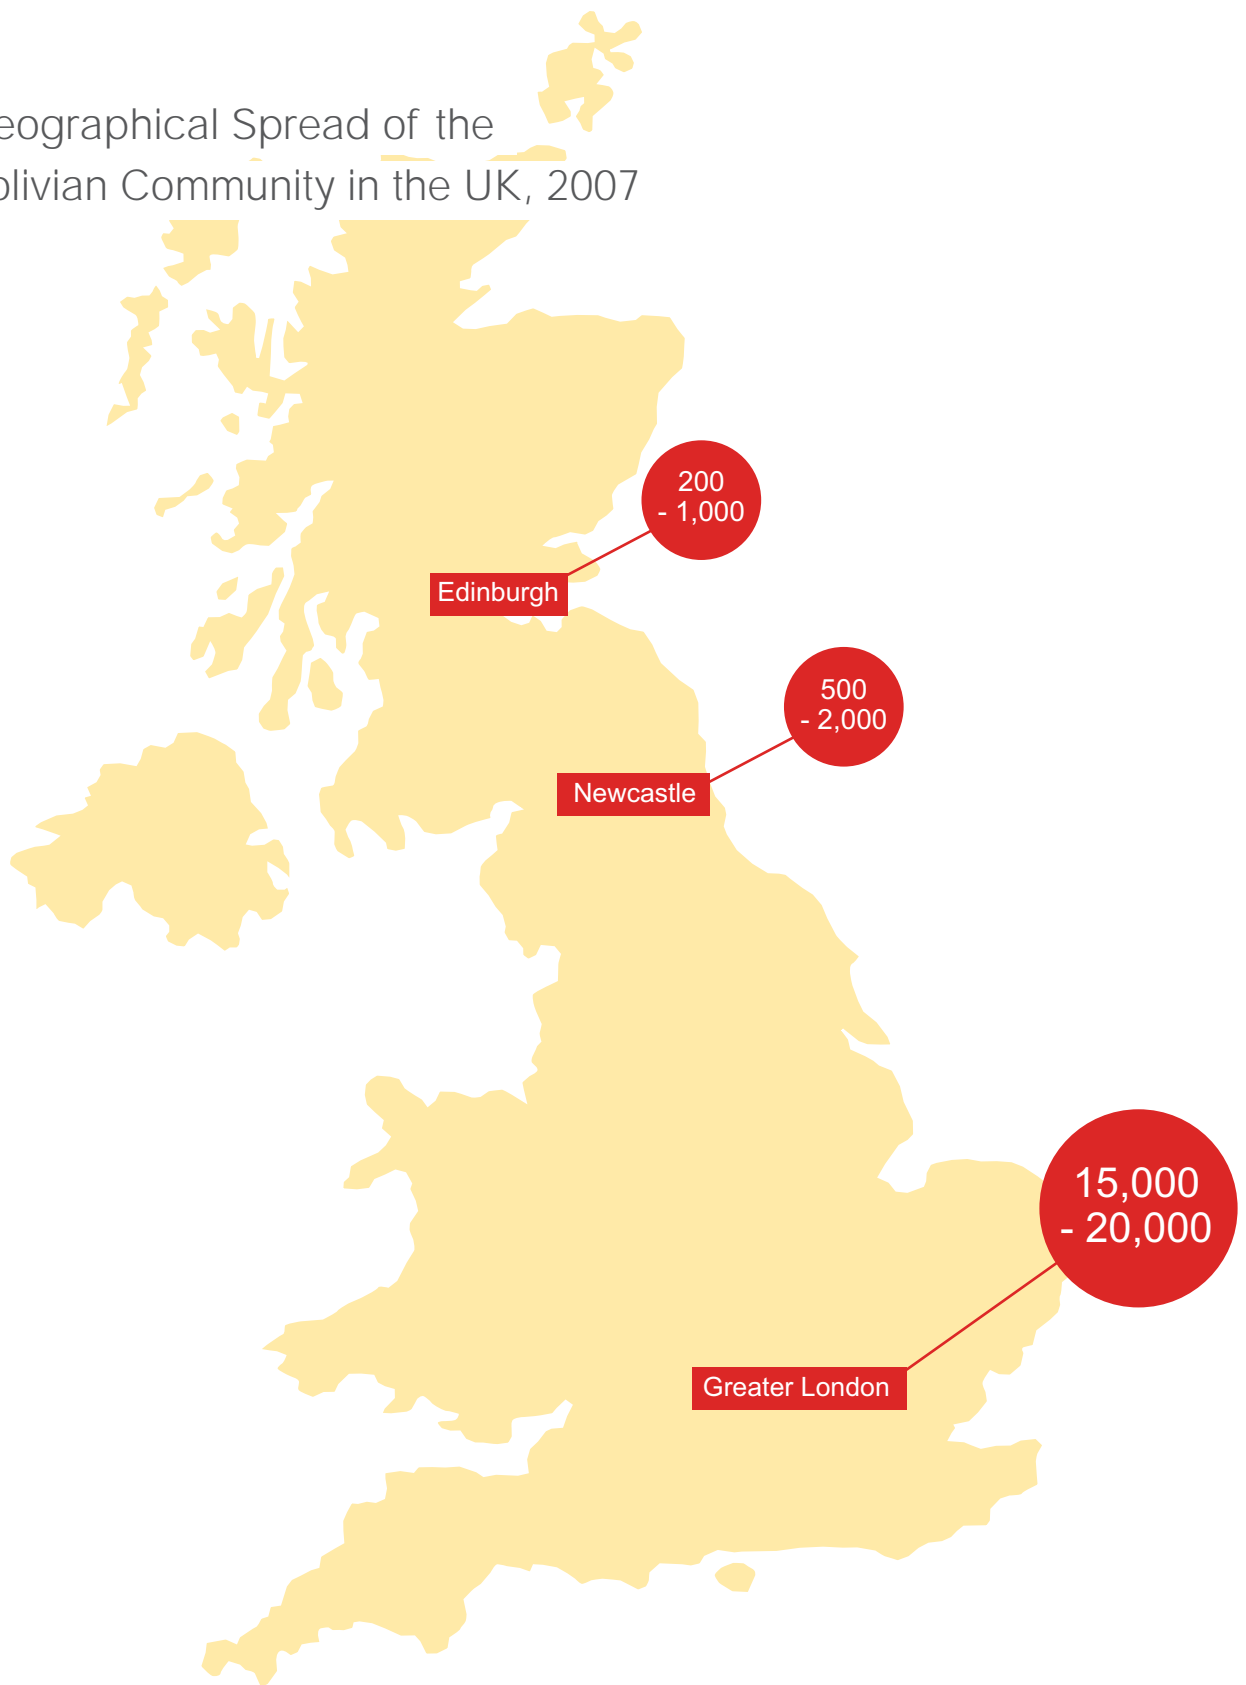 eographical Spread of the
olivian Community in the UK, 2007
200
- 1,000
Edinburgh
500
- 2,000
Newcastle
15,000
- 20,000
Greater London